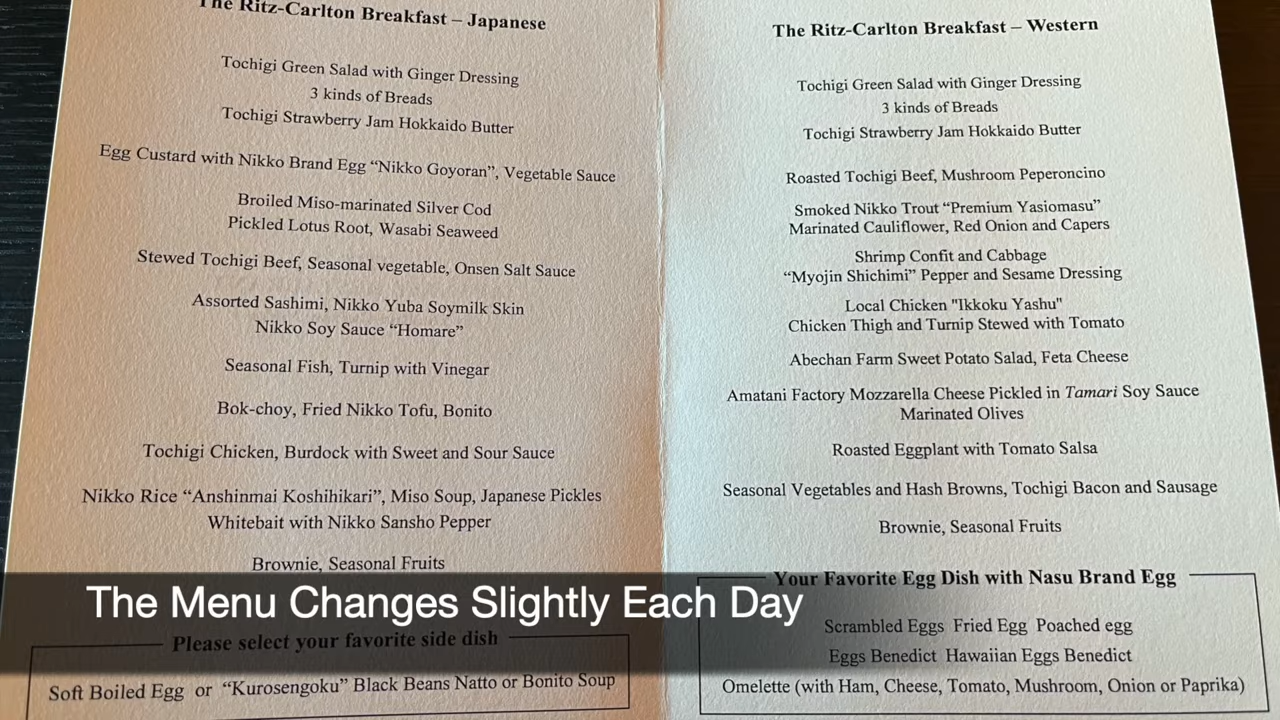 The Ritz-Carlton Breakfast – Japanese
Tochigi Green Salad with Ginger Dressing
3 kinds of Breads
Tochigi Strawberry Jam Hokkaido Butter
Egg Custard with Nikko Brand Egg “Nikko Goyoran”, Vegetable Sauce
Broiled Miso-marinated Silver Cod
Pickled Lotus Root, Wasabi Seaweed
Stewed Tochigi Beef, Seasonal vegetable, Onsen Salt Sauce
Assorted Sashimi, Nikko Yuba Soymilk Skin
Nikko Soy Sauce “Homare”
Seasonal Fish, Turnip with Vinegar
Bok-choy, Fried Nikko Tofu, Bonito
Tochigi Chicken, Burdock with Sweet and Sour Sauce
Nikko Rice “Anshinmai Koshihikari”, Miso Soup, Japanese Pickles
Whitebait with Nikko Sansho Pepper
Brownie, Seasonal Fruits
Please select your favorite side dish
Soft Boiled Egg or “Kurosengoku” Black Beans Natto or Bonito Soup
The Ritz-Carlton Breakfast – Western
Tochigi Green Salad with Ginger Dressing
3 kinds of Breads
Tochigi Strawberry Jam Hokkaido Butter
Roasted Tochigi Beef, Mushroom Peperoncino
Smoked Nikko Trout “Premium Yasiomasu”
Marinated Cauliflower, Red Onion and Capers
Shrimp Confit and Cabbage
“Myojin Shichimi” Pepper and Sesame Dressing
Local Chicken "Ikkoku Yashu"
Chicken Thigh and Turnip Stewed with Tomato
Abechan Farm Sweet Potato Salad, Feta Cheese
Amatani Factory Mozzarella Cheese Pickled in Tamari Soy Sauce
Marinated Olives
Roasted Eggplant with Tomato Salsa
Seasonal Vegetables and Hash Browns, Tochigi Bacon and Sausage
Brownie, Seasonal Fruits
Your Favorite Egg Dish with Nasu Brand Egg
Scrambled Eggs Fried Egg Poached egg
Eggs Benedict Hawaiian Eggs Benedict
Omelette (with Ham, Cheese, Tomato, Mushroom, Onion or Paprika)
The Menu Changes Slightly Each Day